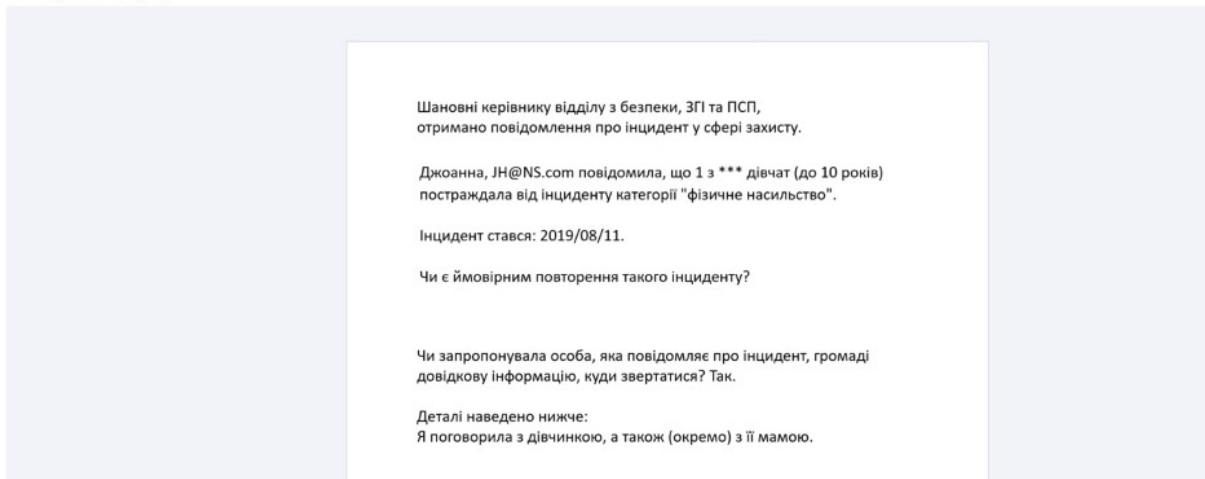 Шановні керівнику відділу з безпеки, ЗГІ та ПСП,
отримано повідомлення про інцидент у сфері захисту.
Джоанна, JH@NS.com повідомила, що 1 з *** дівчат (до 10 років)
постраждала від інциденту категорії "фізичне насильство".
Інцидент стався: 2019/08/11.
Чи є ймовірним повторення такого інциденту?
Чи запропонувала особа, яка повідомляє про інцидент, громаді
довідкову інформацію, куди звертатися? Так.
Деталі наведено нижче:
Я поговорила з дівчинкою, а також (окремо) з її мамою.